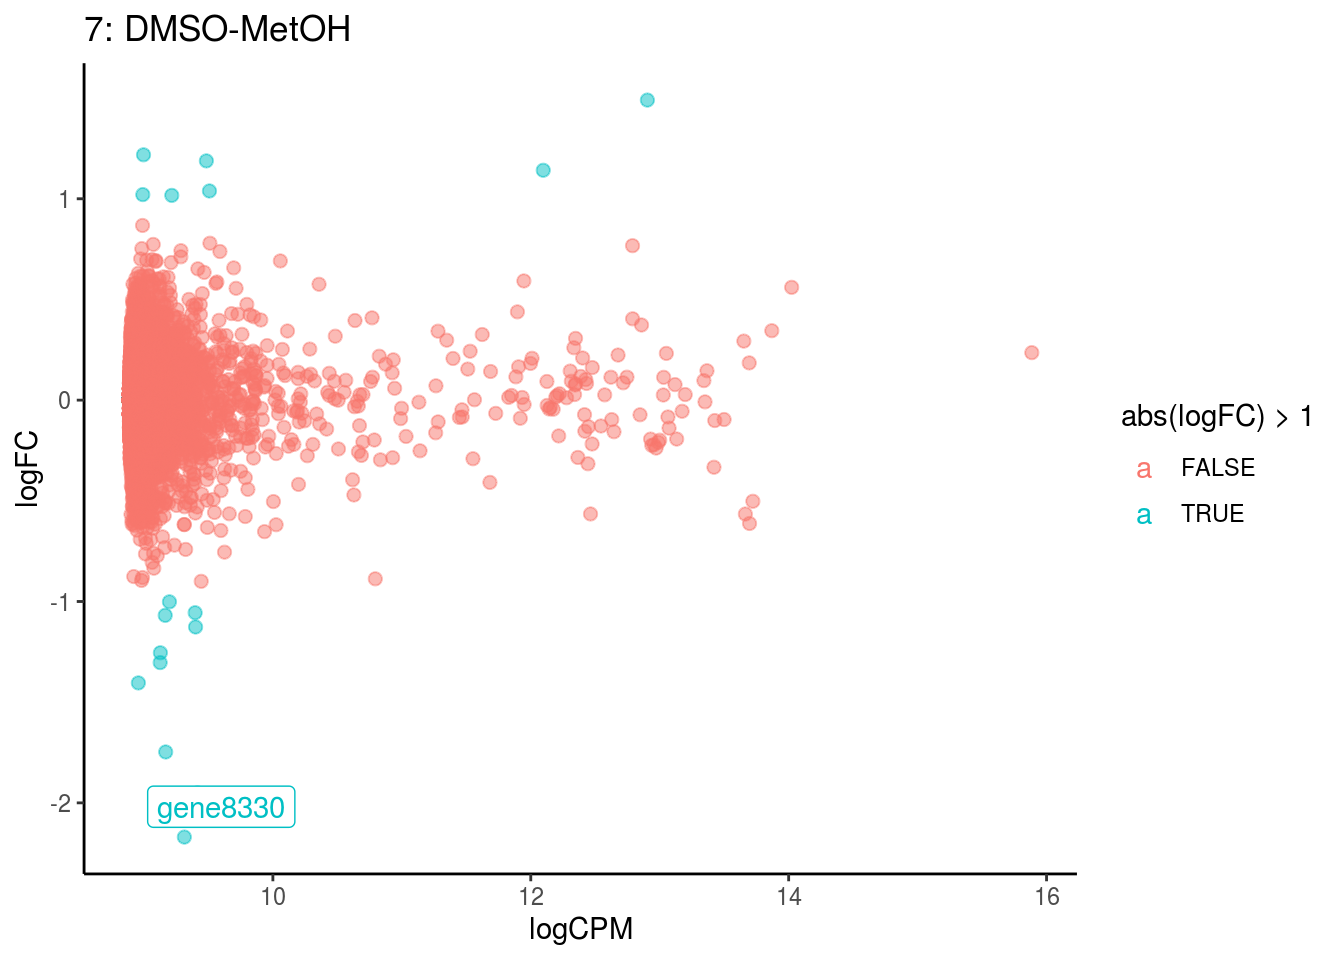 7: DMSO-MetOH
logFC
1
0
-1
-2
gene8330
10
12
14
16
logCPM
abs(logFC) > 1
a FALSE
a TRUE